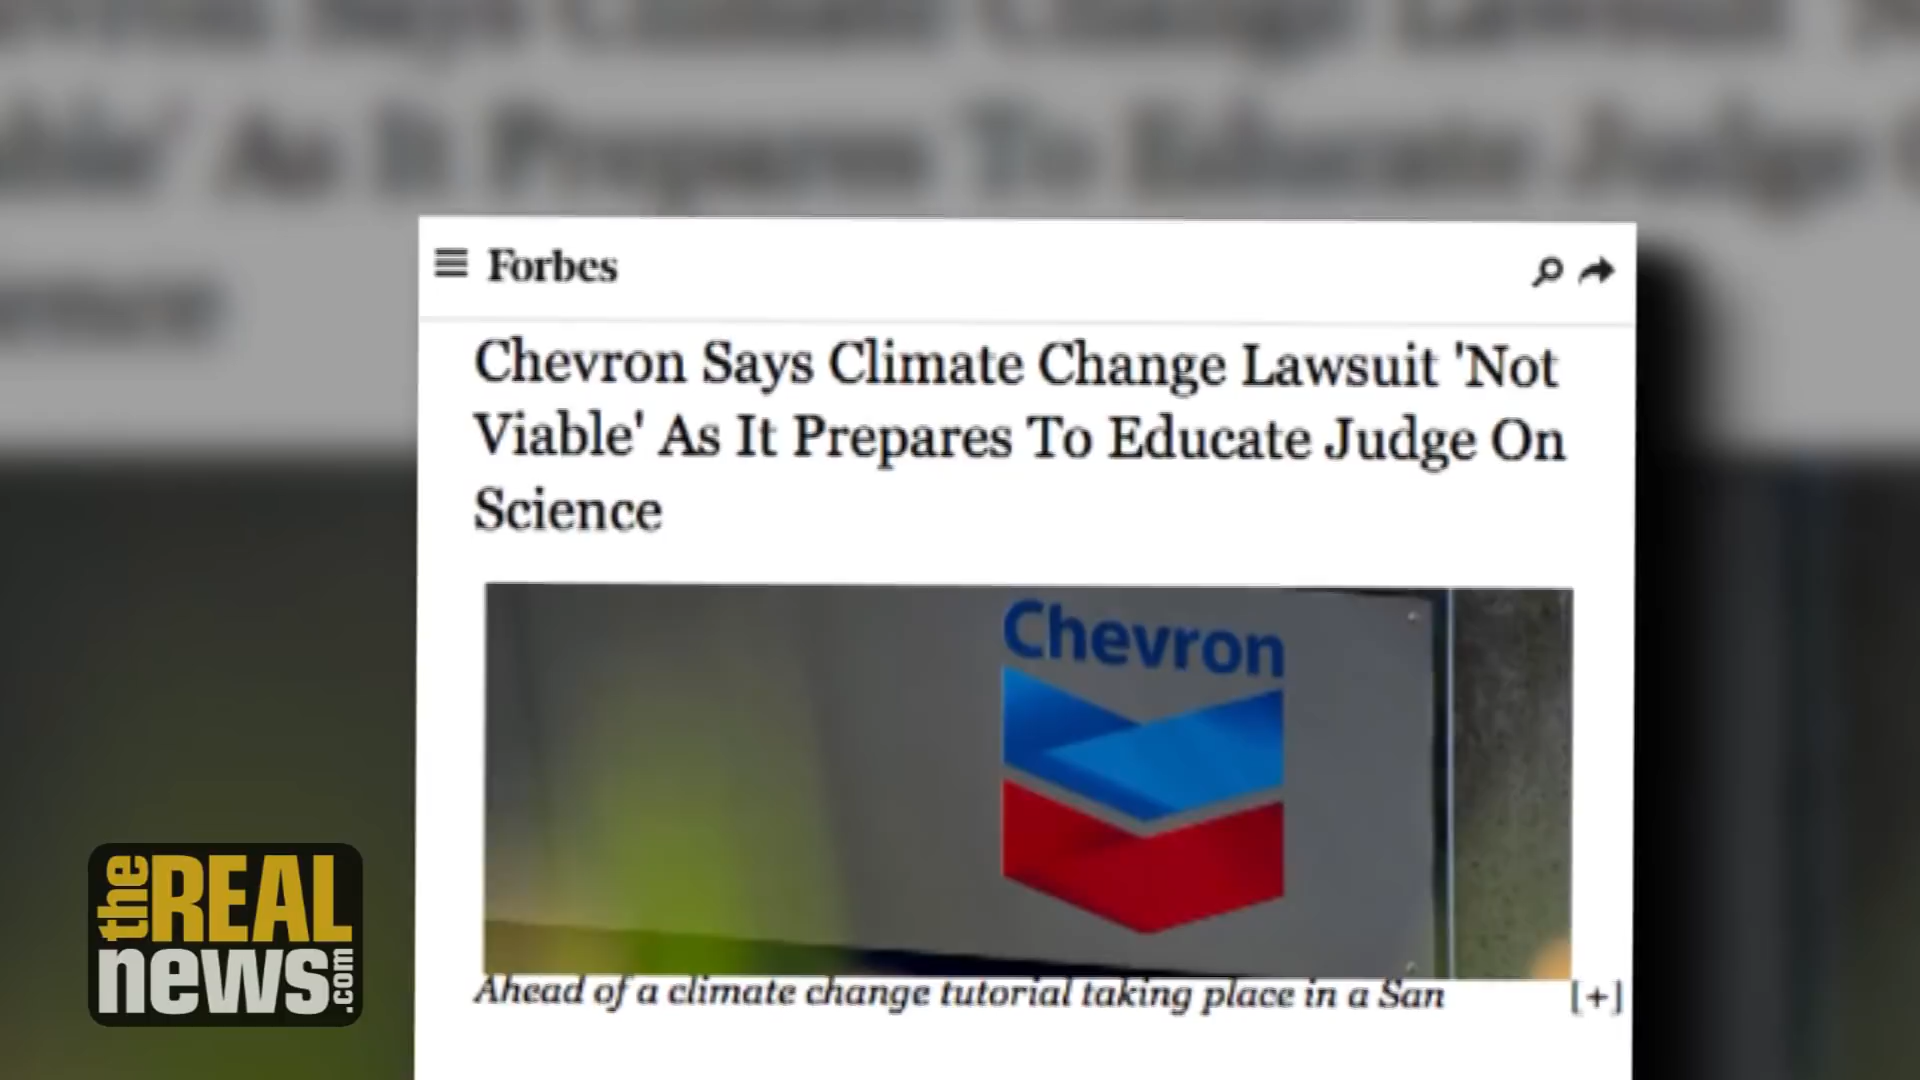 Forbes
Chevron Says Climate Change Lawsuit 'Not
Viable' As It Prepares To Educate Judge On
Science
Chevron
Ahead of a climate change tutorial taking place in a San
[+]
the REAL
news.com